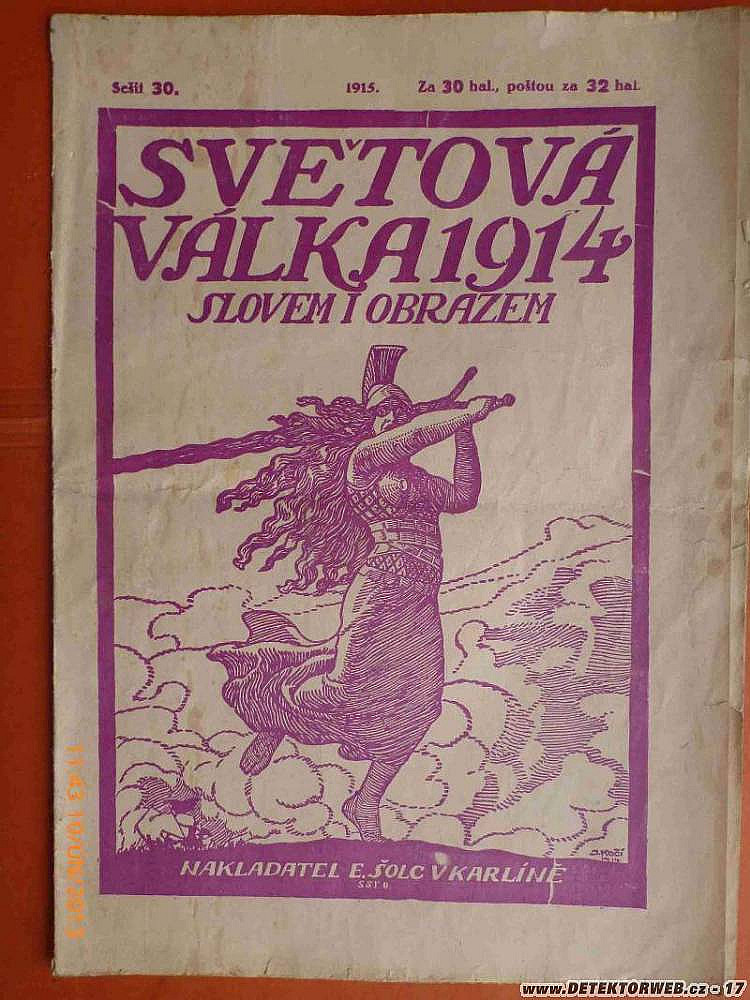 Sešit 30. 1915. Za 30 hal., poštou za 32 hal.
SVĚTOVÁ
VÁLKA 1914
SLOVEM I OBRAZEM
NAKLADATEL E. ŠOLC V KARLÍNĚ
www.DETEKTORWEB.cz - 17